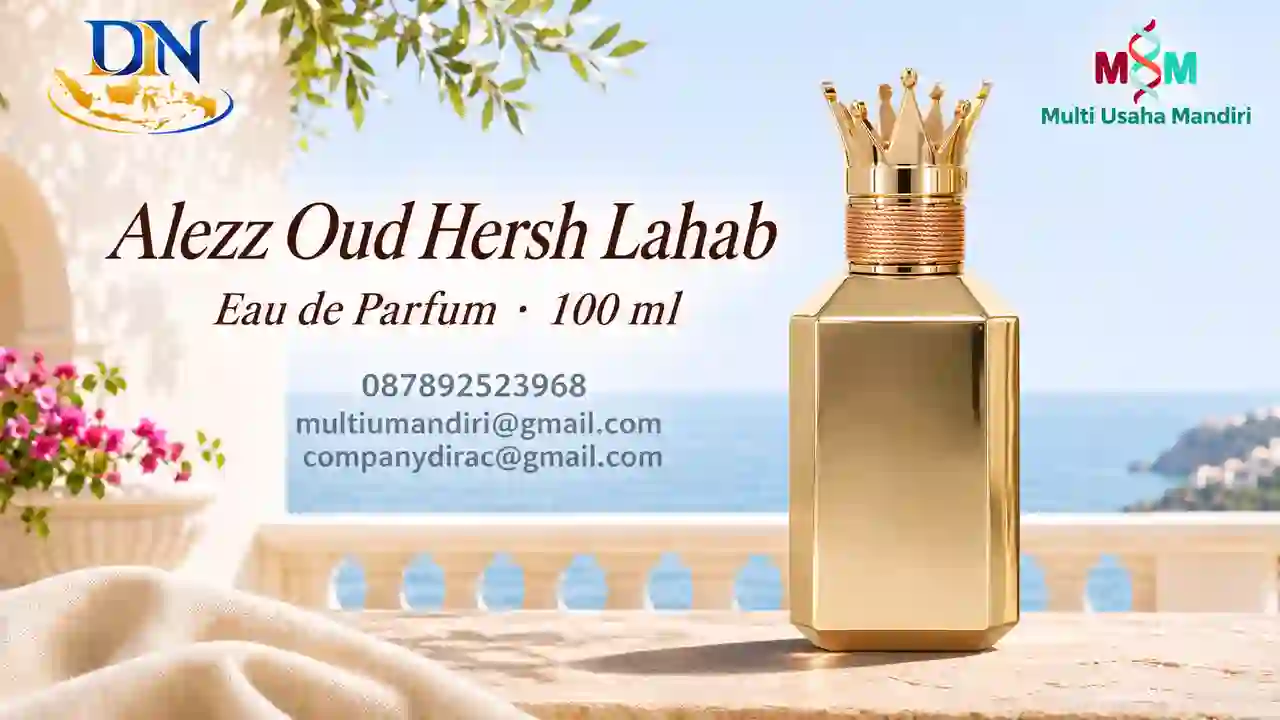 DN
MSM
Multi Usaha Mandiri
Alezz Oud Hersh Lahab
Eau de Parfum · 100 ml
087892523968
multiumandiri@gmail.com
companydirac@gmail.com